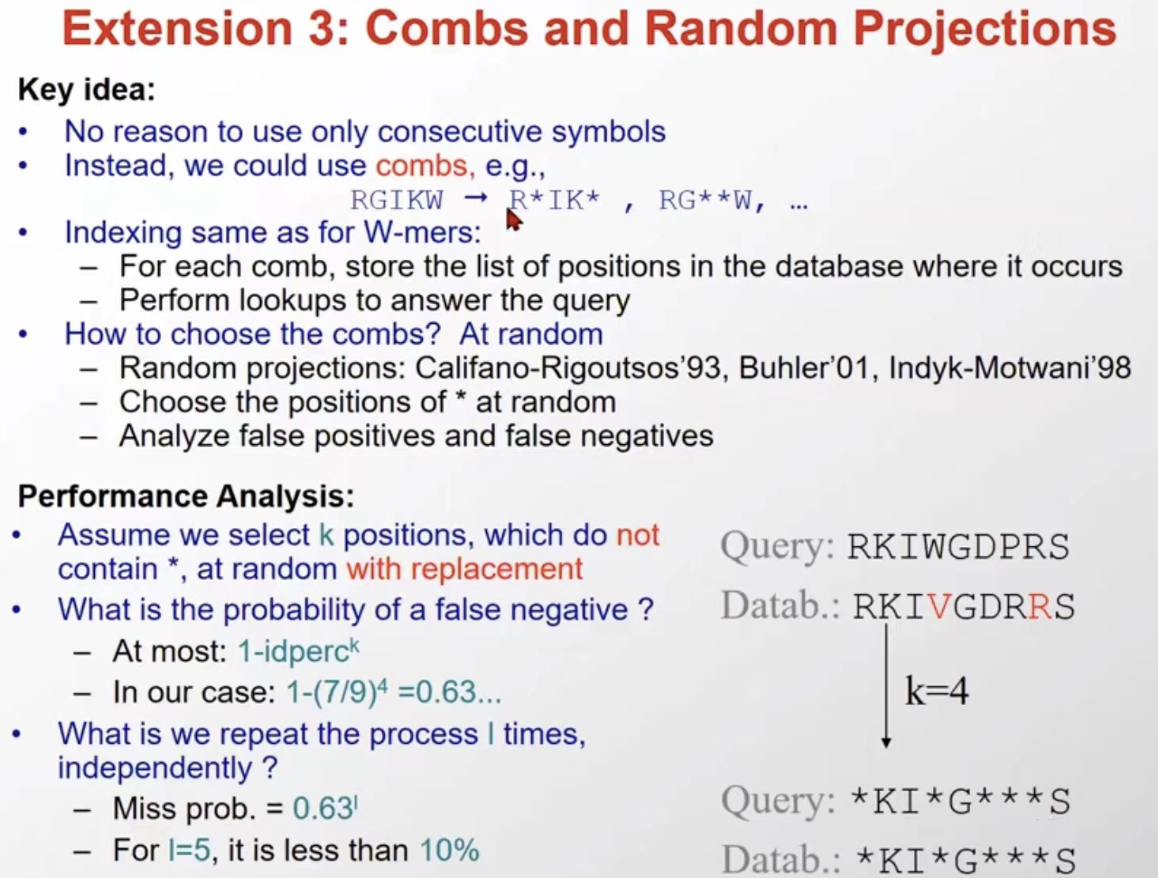 Extension 3: Combs and Random Projections
Key idea:
• No reason to use only consecutive symbols
• Instead, we could use combs, e.g.,
RGIKW → R*IK* , RG**W, …
• Indexing same as for W-mers:
– For each comb, store the list of positions in the database where it occurs
– Perform lookups to answer the query
• How to choose the combs? At random
– Random projections: Califano-Rigoutsos'93, Buhler'01, Indyk-Motwani'98
– Choose the positions of * at random
– Analyze false positives and false negatives
Performance Analysis:
• Assume we select k positions, which do not
contain *, at random with replacement
• What is the probability of a false negative ?
– At most: 1-idperc^k
– In our case: 1-(7/9)^4 =0.63...
• What is we repeat the process l times,
independently ?
– Miss prob. = 0.63^l
– For l=5, it is less than 10%
Query: RKIWGDPRS
Datab.: RKIVGDRRS
k=4
Query: *KI*G***S
Datab.: *KI*G***S